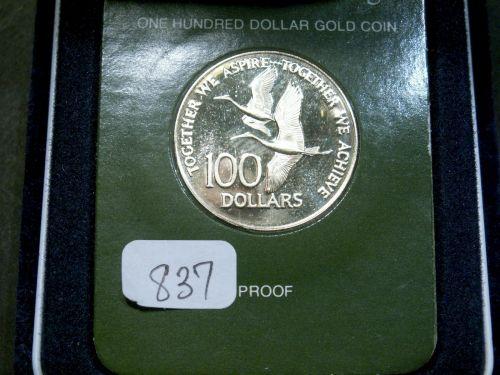 ONE HUNDRED DOLLAR GOLD COIN
TOGETHER WE ASPIRE TOGETHER WE ACHIEVE
100
DOLLARS
837
PROOF